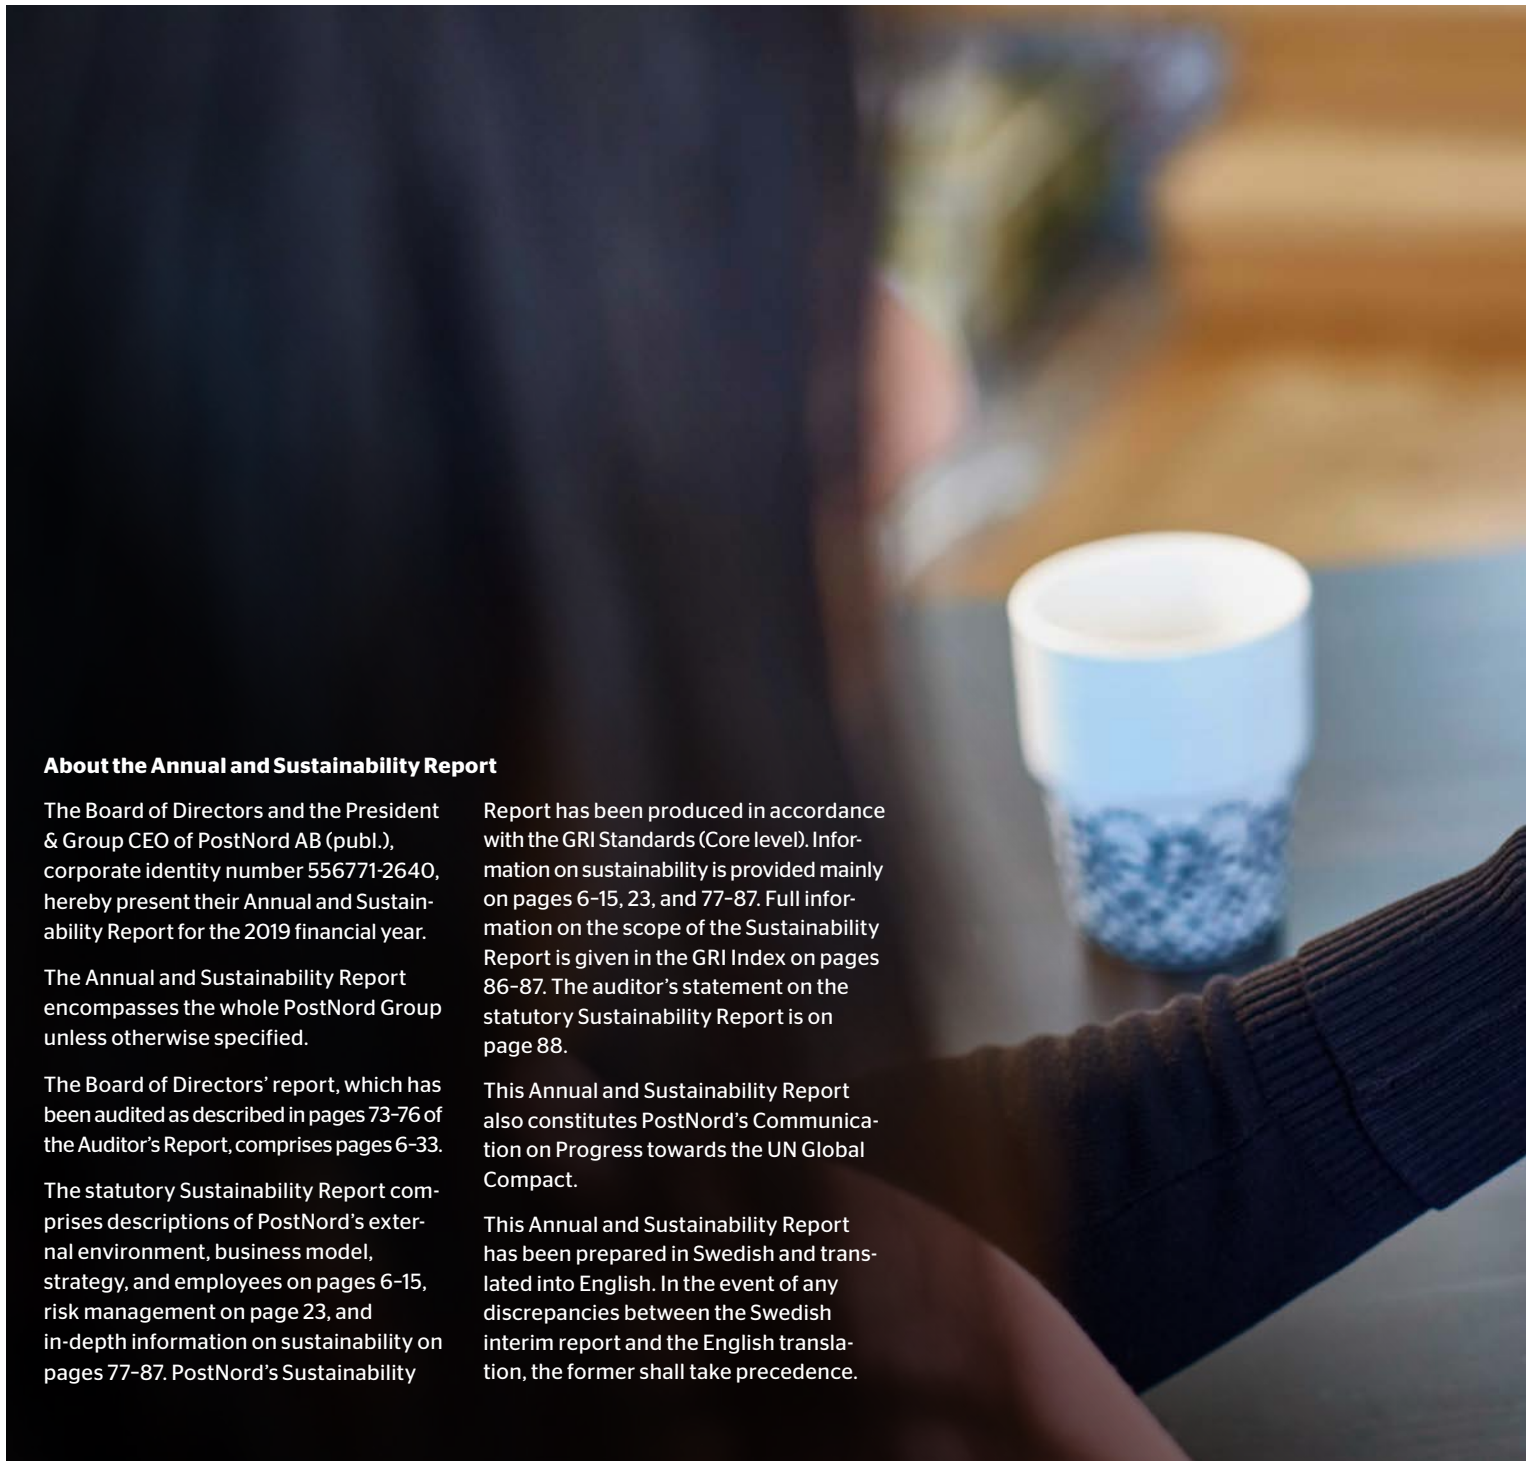 About the Annual and Sustainability Report
The Board of Directors and the President
& Group CEO of PostNord AB (publ.),
corporate identity number 556771-2640,
hereby present their Annual and Sustain-
ability Report for the 2019 financial year.
The Annual and Sustainability Report
encompasses the whole PostNord Group
unless otherwise specified.
The Board of Directors’ report, which has
been audited as described in pages 73–76 of
the Auditor’s Report, comprises pages 6–33.
The statutory Sustainability Report com-
prises descriptions of PostNord’s exter-
nal environment, business model,
strategy, and employees on pages 6–15,
risk management on page 23, and
in-depth information on sustainability on
pages 77–87. PostNord’s Sustainability
Report has been produced in accordance
with the GRI Standards (Core level). Infor-
mation on sustainability is provided mainly
on pages 6–15, 23, and 77–87. Full infor-
mation on the scope of the Sustainability
Report is given in the GRI Index on pages
86–87. The auditor’s statement on the
statutory Sustainability Report is on
page 88.
This Annual and Sustainability Report
also constitutes PostNord’s Communica-
tion on Progress towards the UN Global
Compact.
This Annual and Sustainability Report
has been prepared in Swedish and trans-
lated into English. In the event of any
discrepancies between the Swedish
interim report and the English transla-
tion, the former shall take precedence.